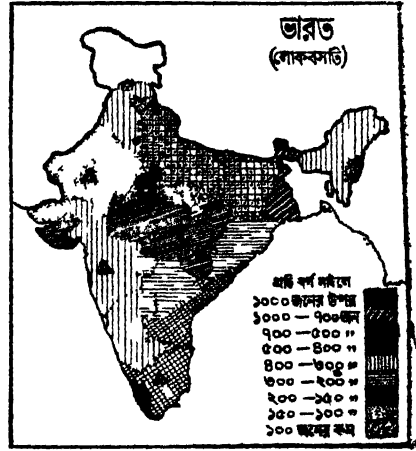 ভারত
(লোকবসতি)
প্রতি বর্গ মাইলে
১০০০ জনের উপর
১০০০ — ৭০০ জন
৭০০ — ৫০০ "
৫০০ — ৪০০ "
৪০০ — ৩০০ "
৩০০ — ২০০ "
২০০ — ১৫০ "
১৫০ — ১০০ "
১০০ জনের কম